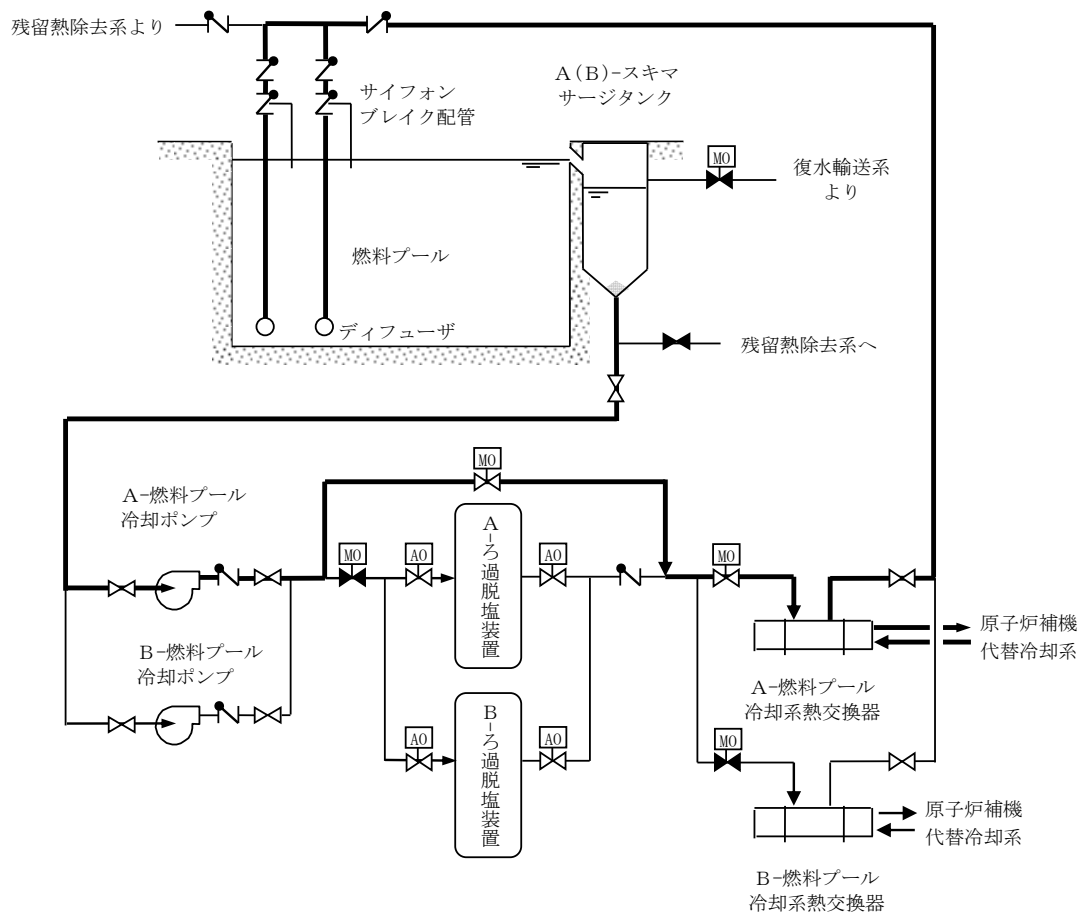 残留熱除去系より
サイフォン
ブレイク配管
A(B)-スキマ
サージタンク
MO
復水輸送系
より
燃料プール
ディフューザ
残留熱除去系へ
MO
A-燃料プール
冷却ポンプ
MO
AO
A-ろ過脱塩装置
AO
MO
原子炉補機
代替冷却系
B-燃料プール
冷却ポンプ
A-燃料プール
冷却系熱交換器
AO
B-ろ過脱塩装置
AO
MO
原子炉補機
代替冷却系
B-燃料プール
冷却系熱交換器